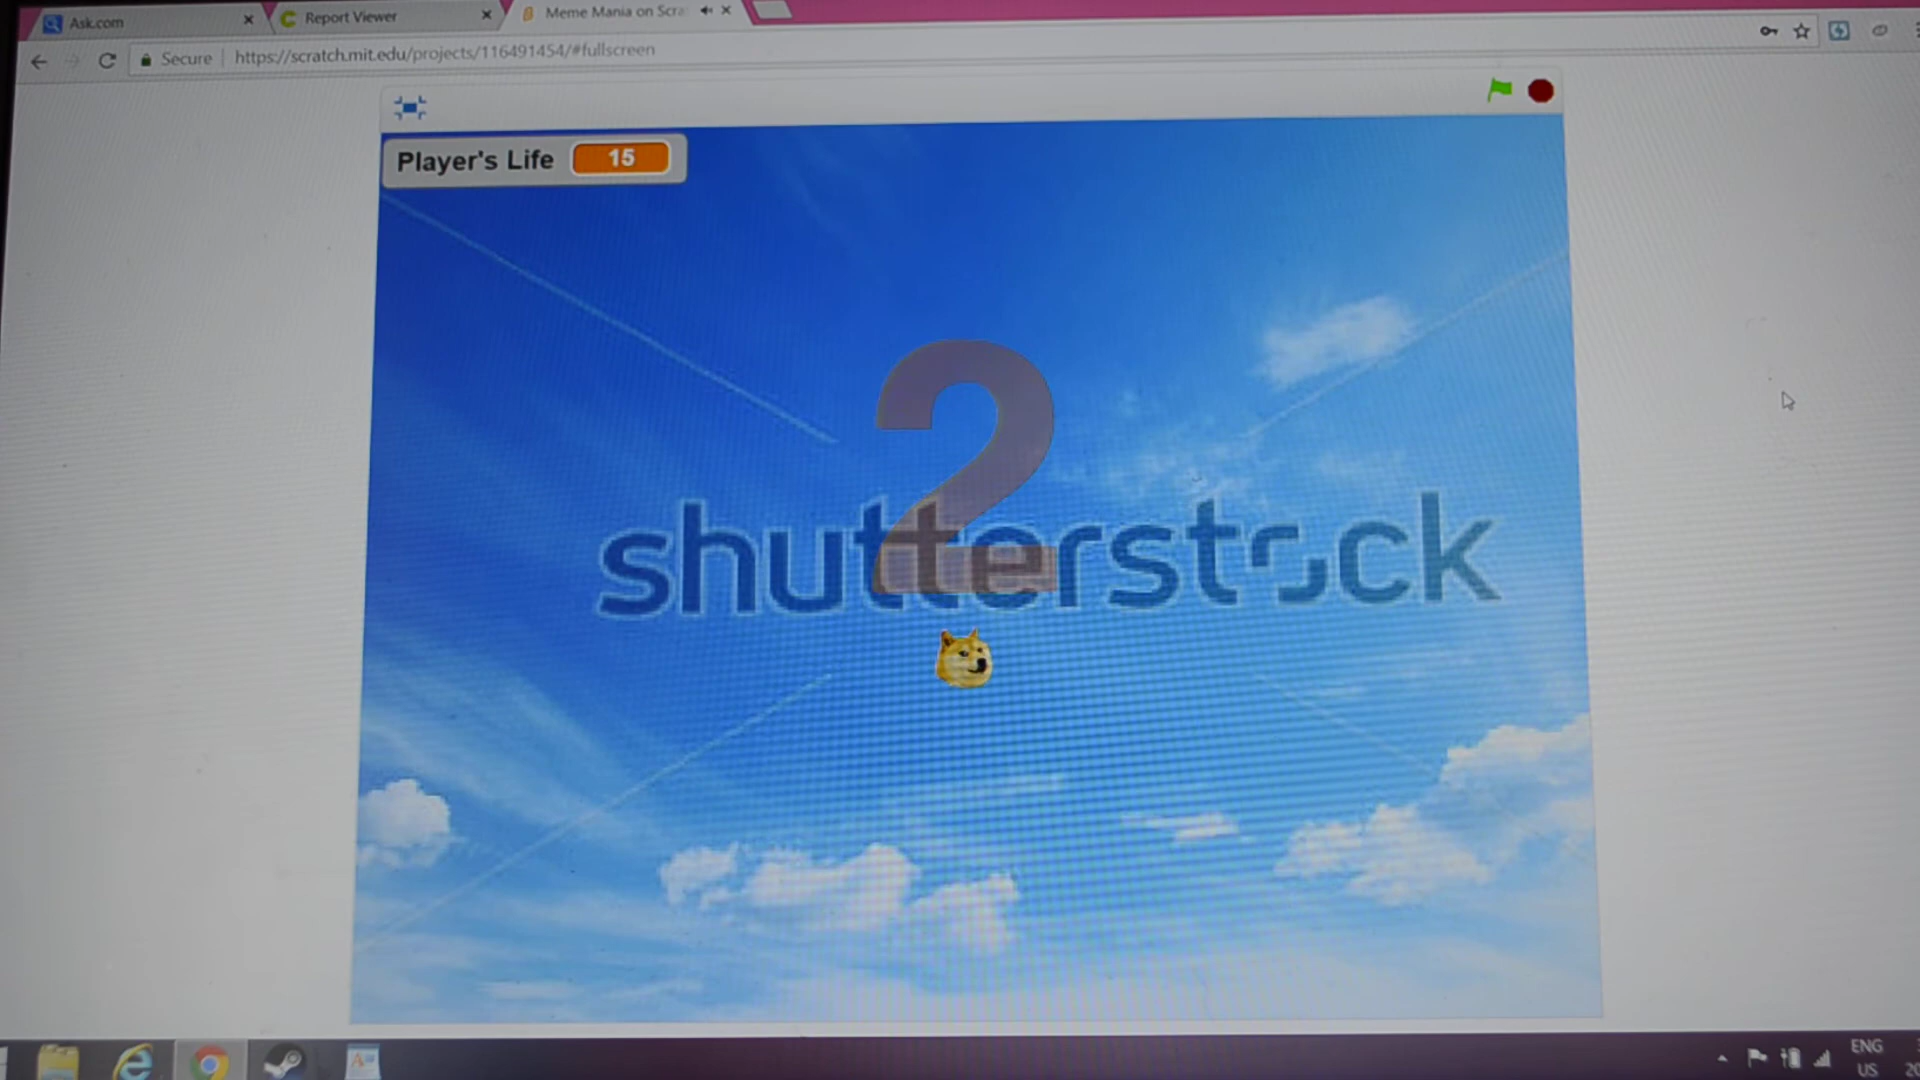 Ask.com
Report Viewer
Meme Mania on Scra
Secure
https://scratch.mit.edu/projects/116491454/#fullscreen
Player's Life 15
2
shutterstock
ENG
US